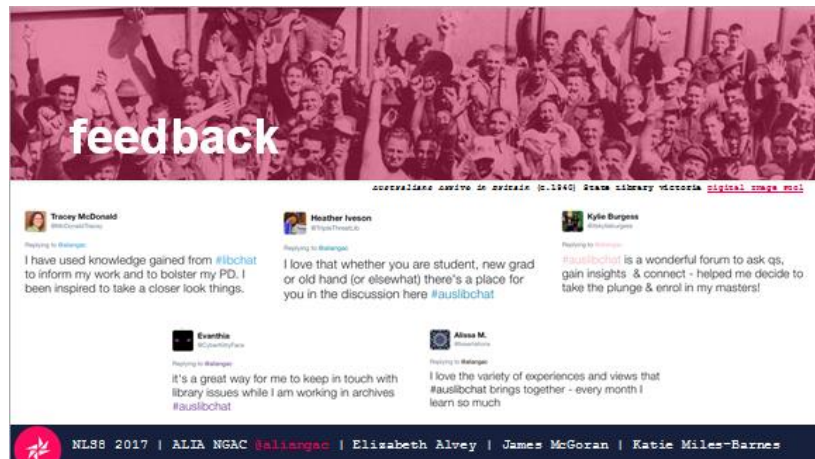 feedback
Australians arrive in Britain (c.1940) State Library Victoria digital image pool
Tracey McDonald
@McDonaldTracey
Replying to @aliangac
I have used knowledge gained from #libchat
to inform my work and to bolster my PD. I
been inspired to take a closer look things.
Heather Iveson
@TripleThreatLib
Replying to @aliangac
I love that whether you are student, new grad
or old hand (or elsewhat) there's a place for
you in the discussion here #auslibchat
Kylie Burgess
Replying to
#auslibchat is a wonderful forum to ask qs,
gain insights & connect - helped me decide to
take the plunge & enrol in my masters!
Evanthia
@CyberKittyFace
Replying to @aliangac
it's a great way for me to keep in touch with
library issues while I am working in archives
#auslibchat
Alissa M.
Replying to @aliangac
I love the variety of experiences and views that
#auslibchat brings together - every month I
learn so much
NLS8 2017 | ALIA NGAC @aliangac | Elizabeth Alvey | James McGoran | Katie Miles-Barnes